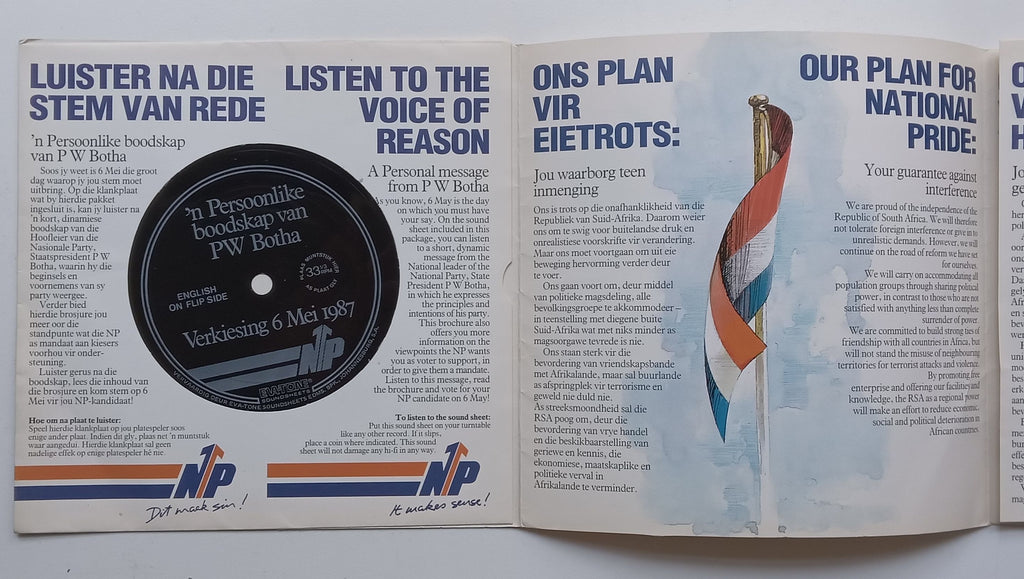 LUISTER NA DIE
STEM VAN REDE
'n Persoonlike boodskap
van P W Botha
Soos jy weet is 6 Mei die groot
dag waarop jy jou stem moet
uitbring. Op die klankplaat
wat by hierdie pakket
ingesluit is, kan jy luister na
'n kort, dinamiese
boodskap van die
Hoofleier van die
Nasionale Party,
Staatspresident P W
Botha, waarin hy die
beginsels en
voornemens van sy
party weergee.
Verder bied
hierdie brosjure jou
meer oor die
standpunte wat die NP
as mandaat aan kiesers
voorhou vir onder-
steuning.
Luister gerus na die
boodskap, lees die inhoud van
die brosjure en kom stem op 6
Mei vir jou NP-kandidaat!
Hoe om na plaat te luister:
Speel hierdie klankplaat op jou platespeler soos
enige ander plaat. Indien dit gly, plaas net 'n muntstuk
waar aangedui. Hierdie klankplaat sal geen
nadelige effek op enige platespeler hê nie.
NP
Dit maak sin!
LISTEN TO THE
VOICE OF
REASON
A Personal message
from P W Botha
As you know, 6 May is the day
on which you must have
your say. On the sound
sheet included in this
package, you can listen
to a short, dynamic
message from the
National leader of the
National Party, State
President P W Botha,
in which he expresses
the principles and
intentions of his party.
This brochure also
offers you more
information on the
viewpoints the NP wants
you as voter to support, in
order to give them a mandate.
Listen to this message, read
the brochure and vote for your
NP candidate on 6 May!
To listen to the sound sheet:
Put this sound sheet on your turntable
like any other record. If it slips,
place a coin where indicated. This sound
sheet will not damage any hi-fi in any way.
NP
It makes sense!
'n Persoonlike
boodskap van
PW Botha
PLAAS MUNTSTUK HIER
33 1/3
RPM
AS PLAAT GLY
ENGLISH
ON FLIP SIDE
Verkiesing 6 Mei 1987
NP
EVA-TONE
SOUNDSHEETS
VERVAARDIG DEUR EVA-TONE SOUNDSHEETS EDMS. BPK., JOHANNESBURG, S.A.
ONS PLAN
VIR
EIETROTS:
Jou waarborg teen
inmenging
Ons is trots op die onafhanklikheid van die
Republiek van Suid-Afrika. Daarom weier
ons om te swig voor buitelandse druk en
onrealistiese voorskrifte vir verandering.
Maar ons moet voortgaan om uit eie
beweging hervorming verder deur
te voer.
Ons gaan voort om, deur middel
van politieke magsdeling, alle
bevolkingsgroepe te akkommodeer –
in teenstelling met diegene buite
Suid-Afrika wat met niks minder as
magsoorgawe tevrede is nie.
Ons staan sterk vir die
bevordering van vriendskapsbande
met Afrikalande, maar sal buurlande
as afspringplek vir terrorisme en
geweld nie duld nie.
As streeksmoondheid sal die
RSA poog om, deur die
bevordering van vrye handel
en die beskikbaarstelling van
geriewe en kennis, die
ekonomiese, maatskaplike en
politieke verval in
Afrikalande te verminder.
OUR PLAN FOR
NATIONAL
PRIDE:
Your guarantee against
interference
We are proud of the independence of the
Republic of South Africa. We will therefore
not tolerate foreign interference or give in to
unrealistic demands. However, we will
continue on the road of reform we have set
for ourselves.
We will carry on accommodating all
population groups through sharing political
power, in contrast to those who are not
satisfied with anything less than complete
surrender of power.
We are committed to build strong ties of
friendship with all countries in Africa, but
will not stand the misuse of neighbouring
territories for terrorist attacks and violence.
By promoting free
enterprise and offering our facilities and
knowledge, the RSA as a regional power
will make an effort to reduce economic,
social and political deterioration in
African countries.